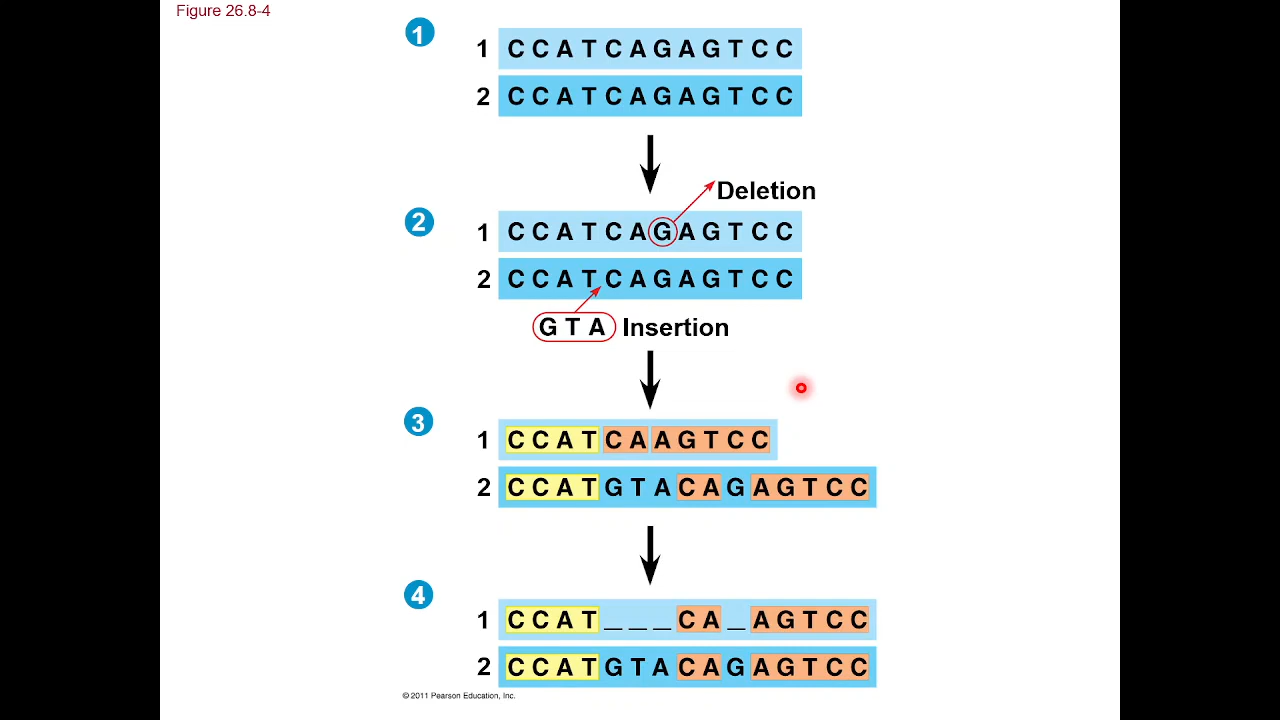 Figure 26.8-4
1
1 C C A T C A G A G T C C
2 C C A T C A G A G T C C
Deletion
2
1 C C A T C A G A G T C C
2 C C A T C A G A G T C C
G T A Insertion
3
1 C C A T C A A G T C C
2 C C A T G T A C A G A G T C C
4
1 C C A T _ _ _ C A _ A G T C C
2 C C A T G T A C A G A G T C C
© 2011 Pearson Education, Inc.